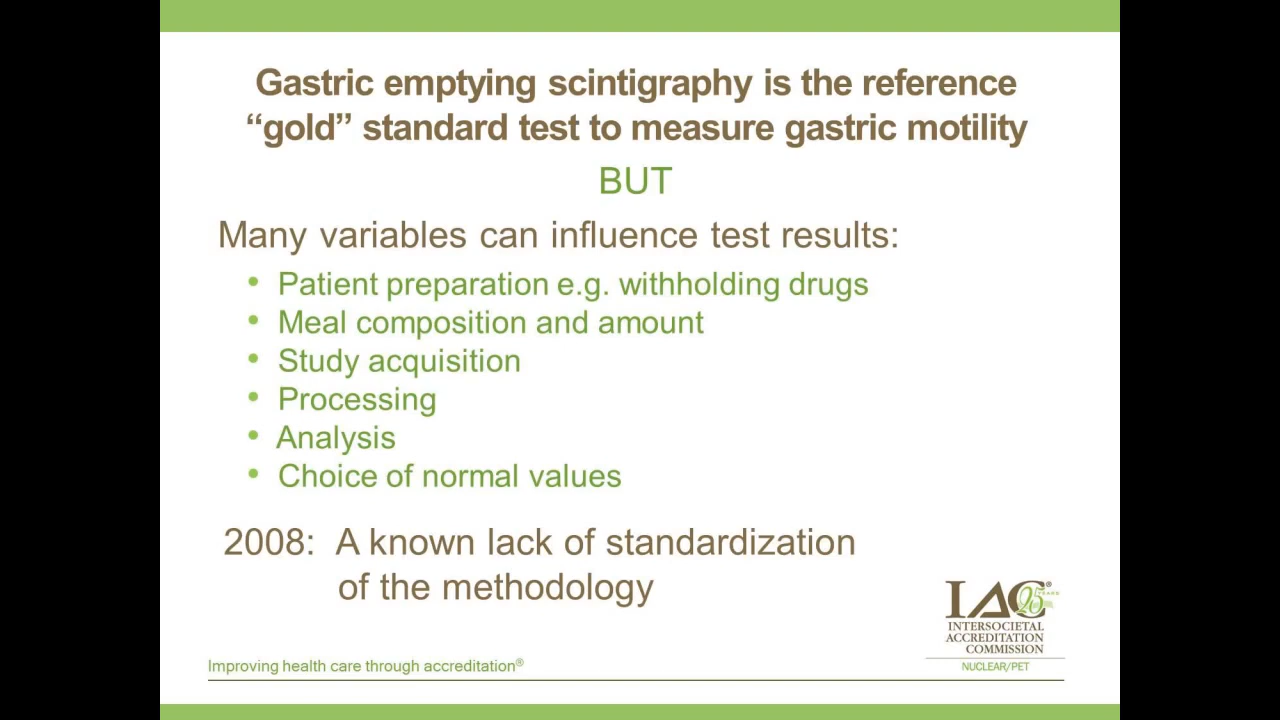 Gastric emptying scintigraphy is the reference
“gold” standard test to measure gastric motility
BUT
Many variables can influence test results:
• Patient preparation e.g. withholding drugs
• Meal composition and amount
• Study acquisition
• Processing
• Analysis
• Choice of normal values
2008: A known lack of standardization
of the methodology
IAC®
25 YEARS
INTERSOCIETAL
ACCREDITATION
COMMISSION
NUCLEAR/PET
Improving health care through accreditation®